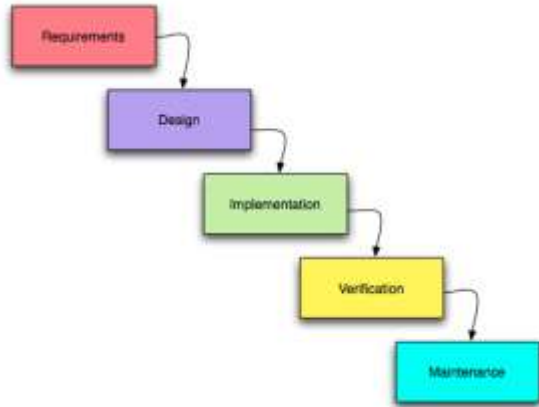 Requirements
Design
Implementation
Verification
Maintenance